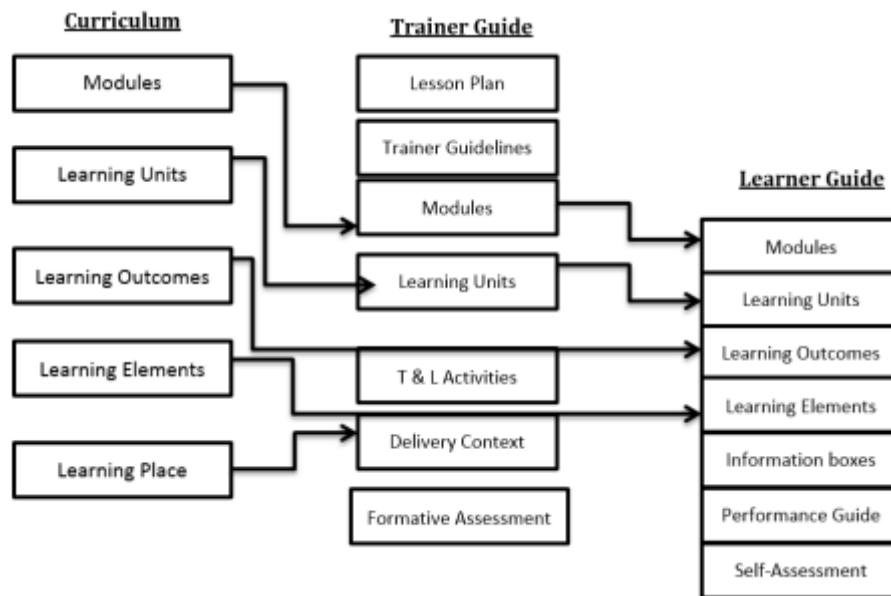 Curriculum
Modules
Learning Units
Learning Outcomes
Learning Elements
Learning Place
Trainer Guide
Lesson Plan
Trainer Guidelines
Modules
Learning Units
T & L Activities
Delivery Context
Formative Assessment
Learner Guide
Modules
Learning Units
Learning Outcomes
Learning Elements
Information boxes
Performance Guide
Self-Assessment